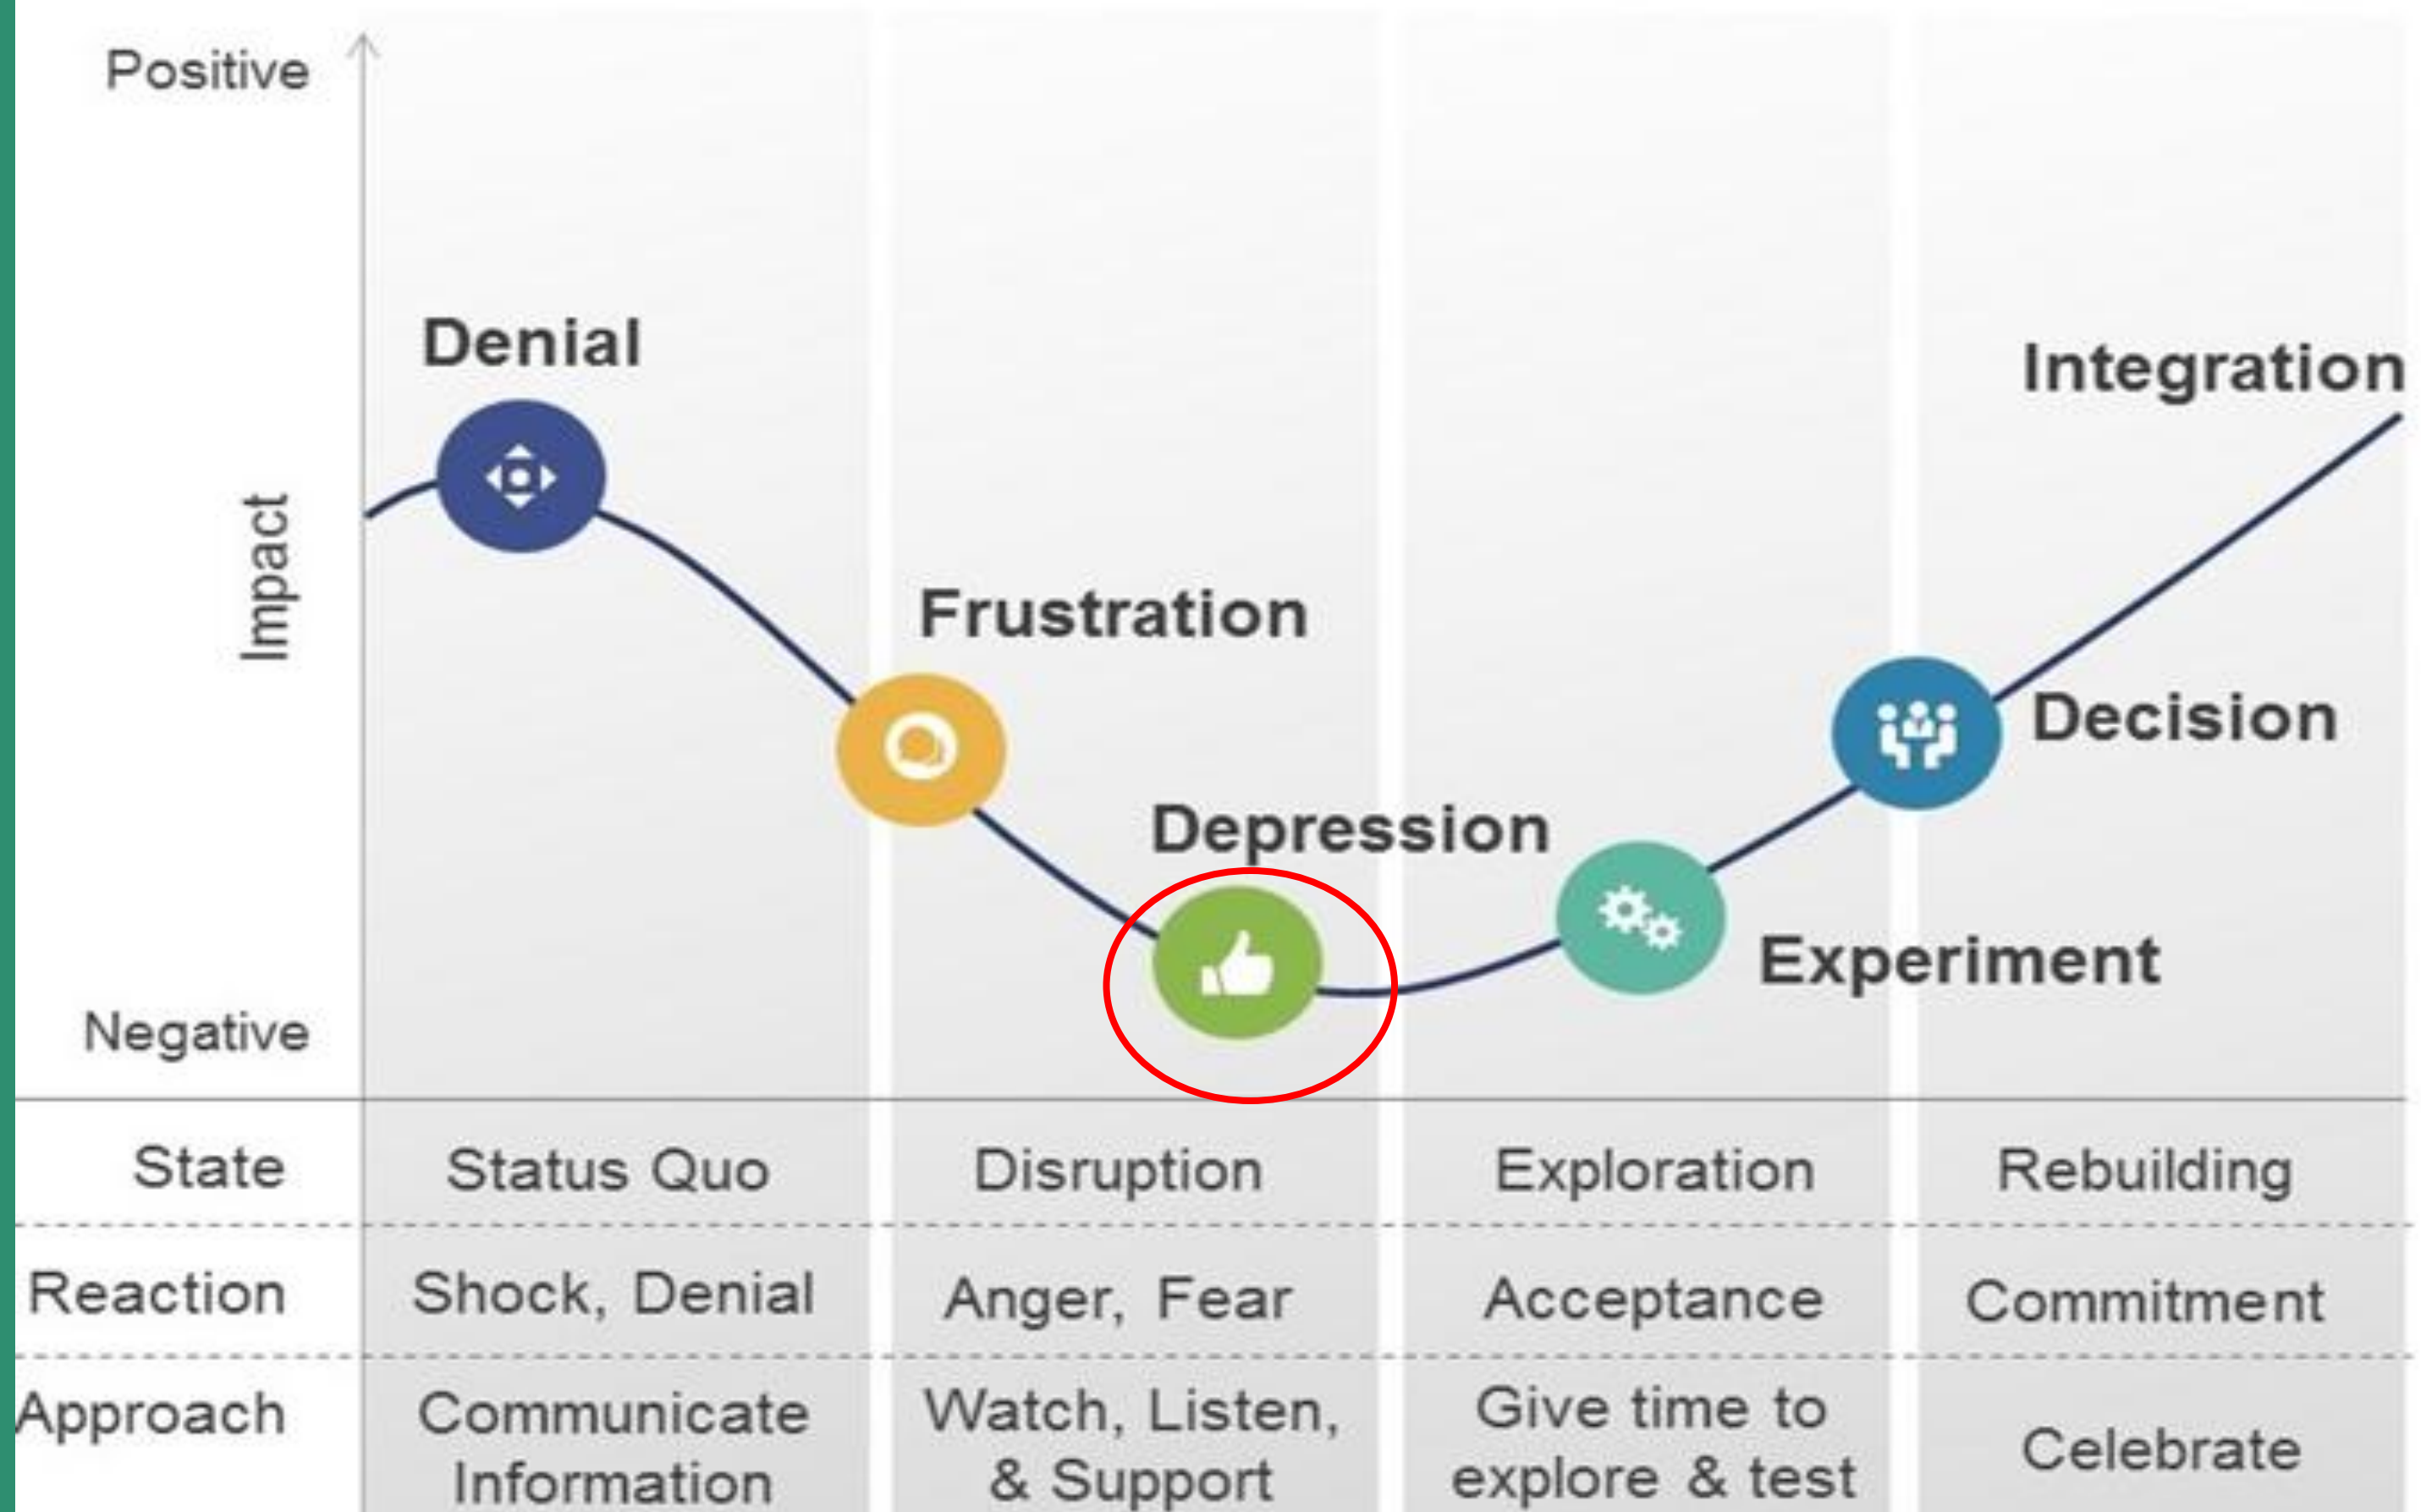 Positive
Denial
Integration
Impact
Frustration
Decision
Depression
Experiment
Negative
State Status Quo Disruption Exploration Rebuilding
Reaction Shock, Denial Anger, Fear Acceptance Commitment
Approach Communicate Information Watch, Listen, & Support Give time to explore & test Celebrate